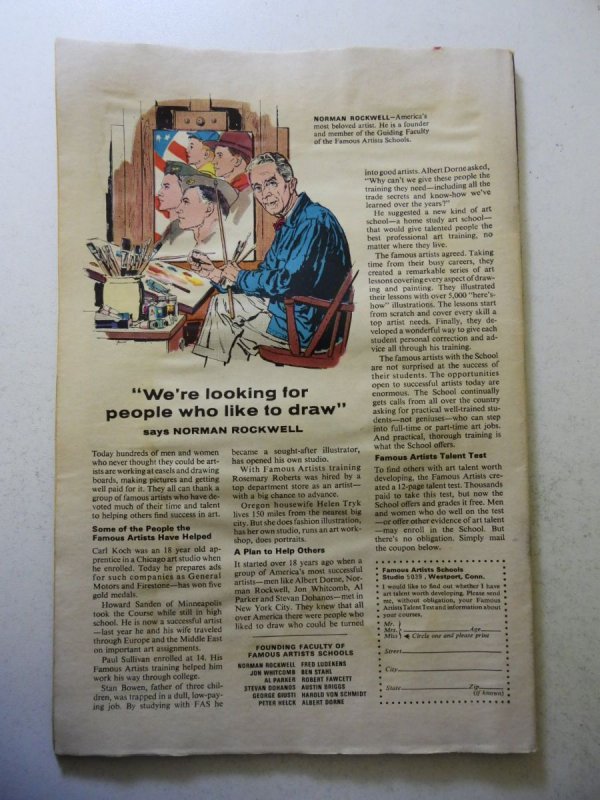 NORMAN ROCKWELL—America's
most beloved artist. He is a founder
and member of the Guiding Faculty
of the Famous Artists Schools.
"We're looking for
people who like to draw"
says NORMAN ROCKWELL
Today hundreds of men and women
who never thought they could be art-
ists are working at easels and drawing
boards, making pictures and getting
well paid for it. They all can thank a
group of famous artists who have de-
voted much of their time and talent
to helping others find success in art.
Some of the People the
Famous Artists Have Helped
Carl Koch was an 18 year old ap-
prentice in a Chicago art studio when
he enrolled. Today he prepares ads
for such companies as General
Motors and Firestone—has won five
gold medals.
Howard Sanden of Minneapolis
took the Course while still in high
school. He is now a successful artist
—last year he and his wife traveled
through Europe and the Middle East
on important art assignments.
Paul Sullivan enrolled at 14. His
Famous Artists training helped him
work his way through college.
Stan Bowen, father of three chil-
dren, was trapped in a dull, low-pay-
ing job. By studying with FAS he
became a sought-after illustrator,
has opened his own studio.
With Famous Artists training
Rosemary Roberts was hired by a
top department store as an artist—
with a big chance to advance.
Oregon housewife Helen Tryk
lives 150 miles from the nearest big
city. But she does fashion illustration,
has her own studio, runs an art work-
shop, does portraits.
A Plan to Help Others
It started over 18 years ago when a
group of America's most successful
artists—men like Albert Dorne, Nor-
man Rockwell, Jon Whitcomb, Al
Parker and Stevan Dohanos—met in
New York City. They knew that all
over America there were people who
liked to draw who could be turned
FOUNDING FACULTY OF
FAMOUS ARTISTS SCHOOLS
NORMAN ROCKWELL FRED LUDEKENS
JON WHITCOMB BEN STAHL
AL PARKER ROBERT FAWCETT
STEVAN DOHANOS AUSTIN BRIGGS
GEORGE GIUSTI HAROLD VON SCHMIDT
PETER HELCK ALBERT DORNE
into good artists. Albert Dorne asked,
"Why can't we give these people the
training they need—including all the
trade secrets and know-how we've
learned over the years?"
He suggested a new kind of art
school—a home study art school—
that would give talented people the
best professional art training, no
matter where they live.
The famous artists agreed. Taking
time from their busy careers, they
created a remarkable series of art
lessons covering every aspect of draw-
ing and painting. They illustrated
their lessons with over 5,000 "here's-
how" illustrations. The lessons start
from scratch and cover every skill a
top artist needs. Finally, they de-
veloped a wonderful way to give each
student personal correction and ad-
vice all through his training.
The famous artists with the School
are not surprised at the success of
their students. The opportunities
open to successful artists today are
enormous. The School continually
gets calls from all over the country
asking for practical well-trained stu-
dents—not geniuses—who can step
into full-time or part-time art jobs.
And practical, thorough training is
what the School offers.
Famous Artists Talent Test
To find others with art talent worth
developing, the Famous Artists cre-
ated a 12-page talent test. Thousands
paid to take this test, but now the
School offers and grades it free. Men
and women who do well on the test
—or offer other evidence of art talent
—may enroll in the School. But
there's no obligation. Simply mail
the coupon below.
Famous Artists Schools
Studio 5039, Westport, Conn.
I would like to find out whether I have
art talent worth developing. Please send
me, without obligation, your Famous
Artists Talent Test and information about
your courses.
Mr.
Mrs. Age
Miss Circle one and please print
Street
City
State Zip
(if known)